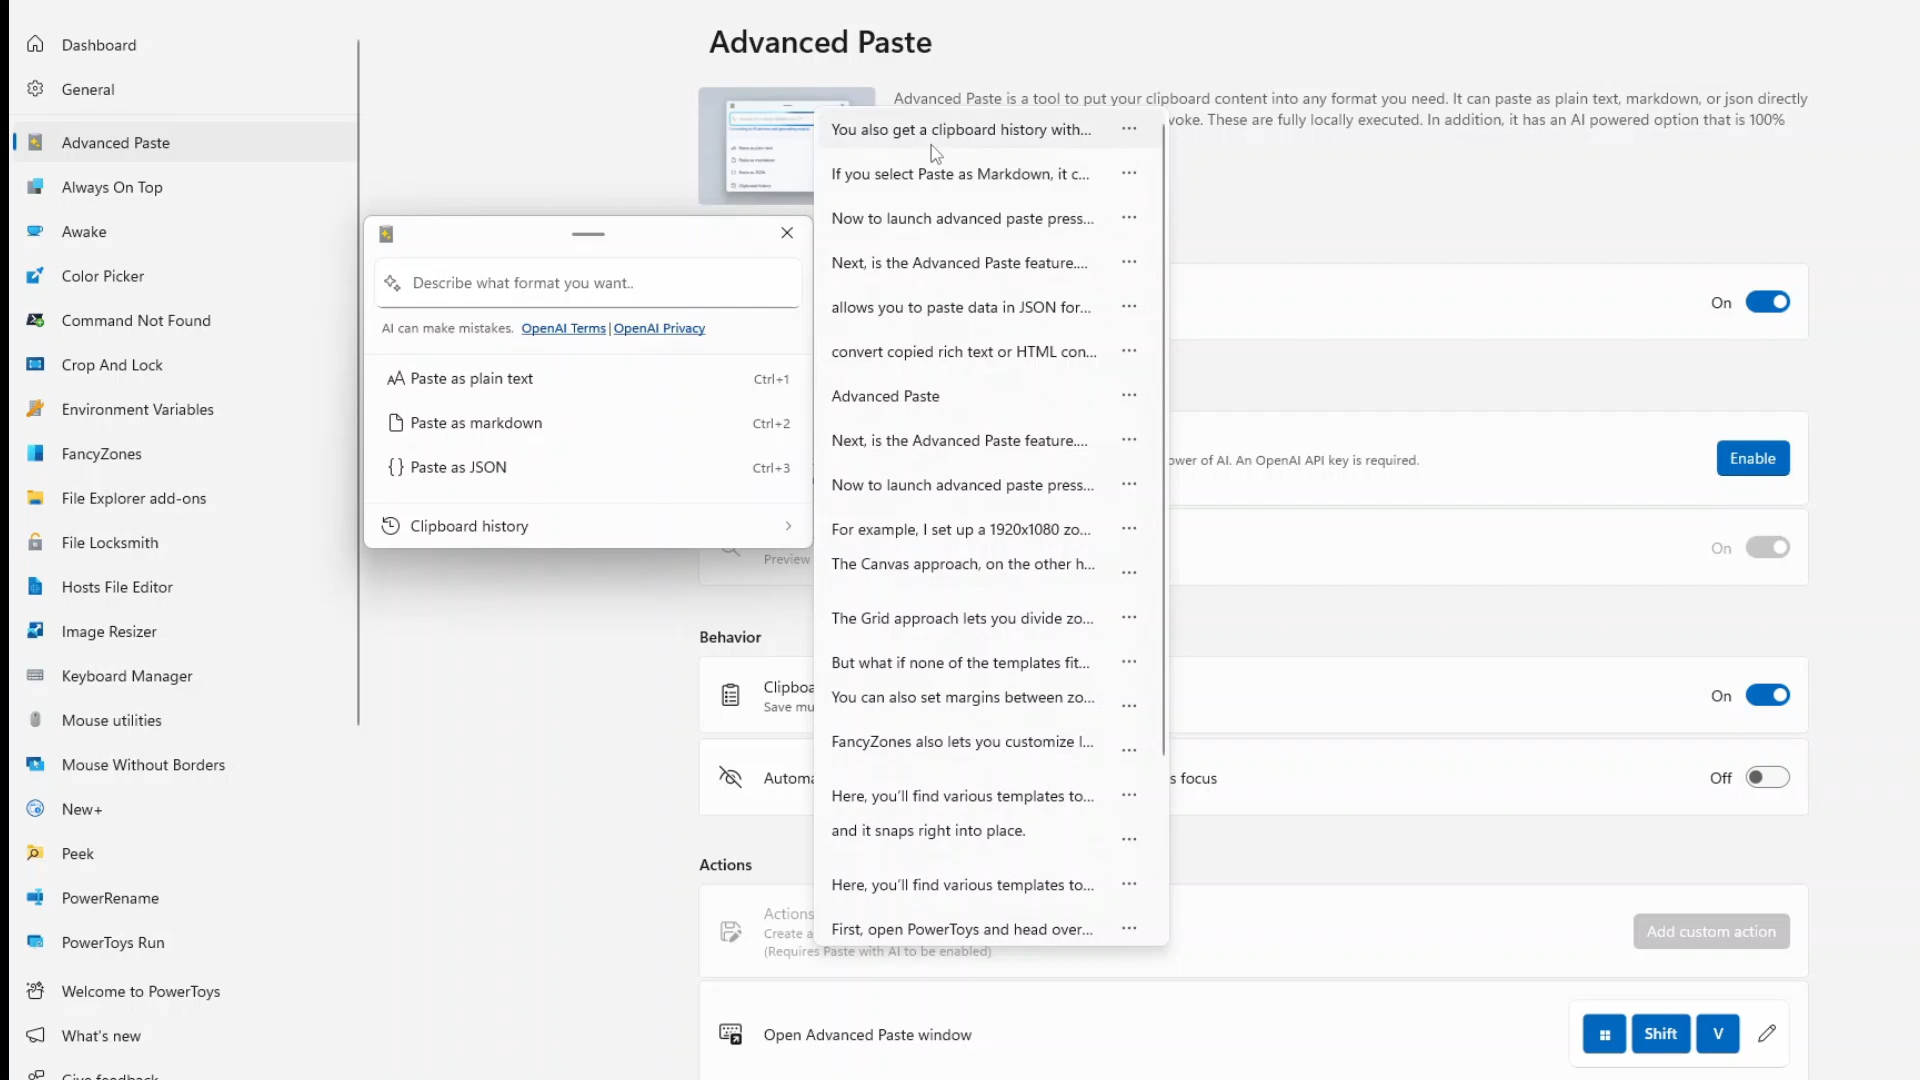 Dashboard
General
Advanced Paste
Always On Top
Awake
Color Picker
Command Not Found
Crop And Lock
Environment Variables
FancyZones
File Explorer add-ons
File Locksmith
Hosts File Editor
Image Resizer
Keyboard Manager
Mouse utilities
Mouse Without Borders
New+
Peek
PowerRename
PowerToys Run
Welcome to PowerToys
What's new
Give feedback
Advanced Paste
Advanced Paste is a tool to put your clipboard content into any format you need. It can paste as plain text, markdown, or json directly
voke. These are fully locally executed. In addition, it has an AI powered option that is 100%
Describe what format you want..
AI can make mistakes. OpenAI Terms | OpenAI Privacy
Paste as plain text Ctrl+1
Paste as markdown Ctrl+2
{} Paste as JSON Ctrl+3
Clipboard history
You also get a clipboard history with... ...
If you select Paste as Markdown, it c... ...
Now to launch advanced paste press... ...
Next, is the Advanced Paste feature.... ...
allows you to paste data in JSON for... ...
convert copied rich text or HTML con... ...
Advanced Paste ...
Next, is the Advanced Paste feature.... ...
Now to launch advanced paste press... ...
For example, I set up a 1920x1080 zo... ...
The Canvas approach, on the other h... ...
The Grid approach lets you divide zo... ...
But what if none of the templates fit... ...
You can also set margins between zo... ...
FancyZones also lets you customize l... ...
Here, you'll find various templates to... ...
and it snaps right into place. ...
Here, you'll find various templates to... ...
First, open PowerToys and head over... ...
On
ower of AI. An OpenAI API key is required. Enable
Preview
On
Behavior
Clipboa
Save mu
On
Automa
s focus
Off
Actions
Actions
Create a
(Requires Paste with AI to be enabled)
Add custom action
Open Advanced Paste window
Shift V